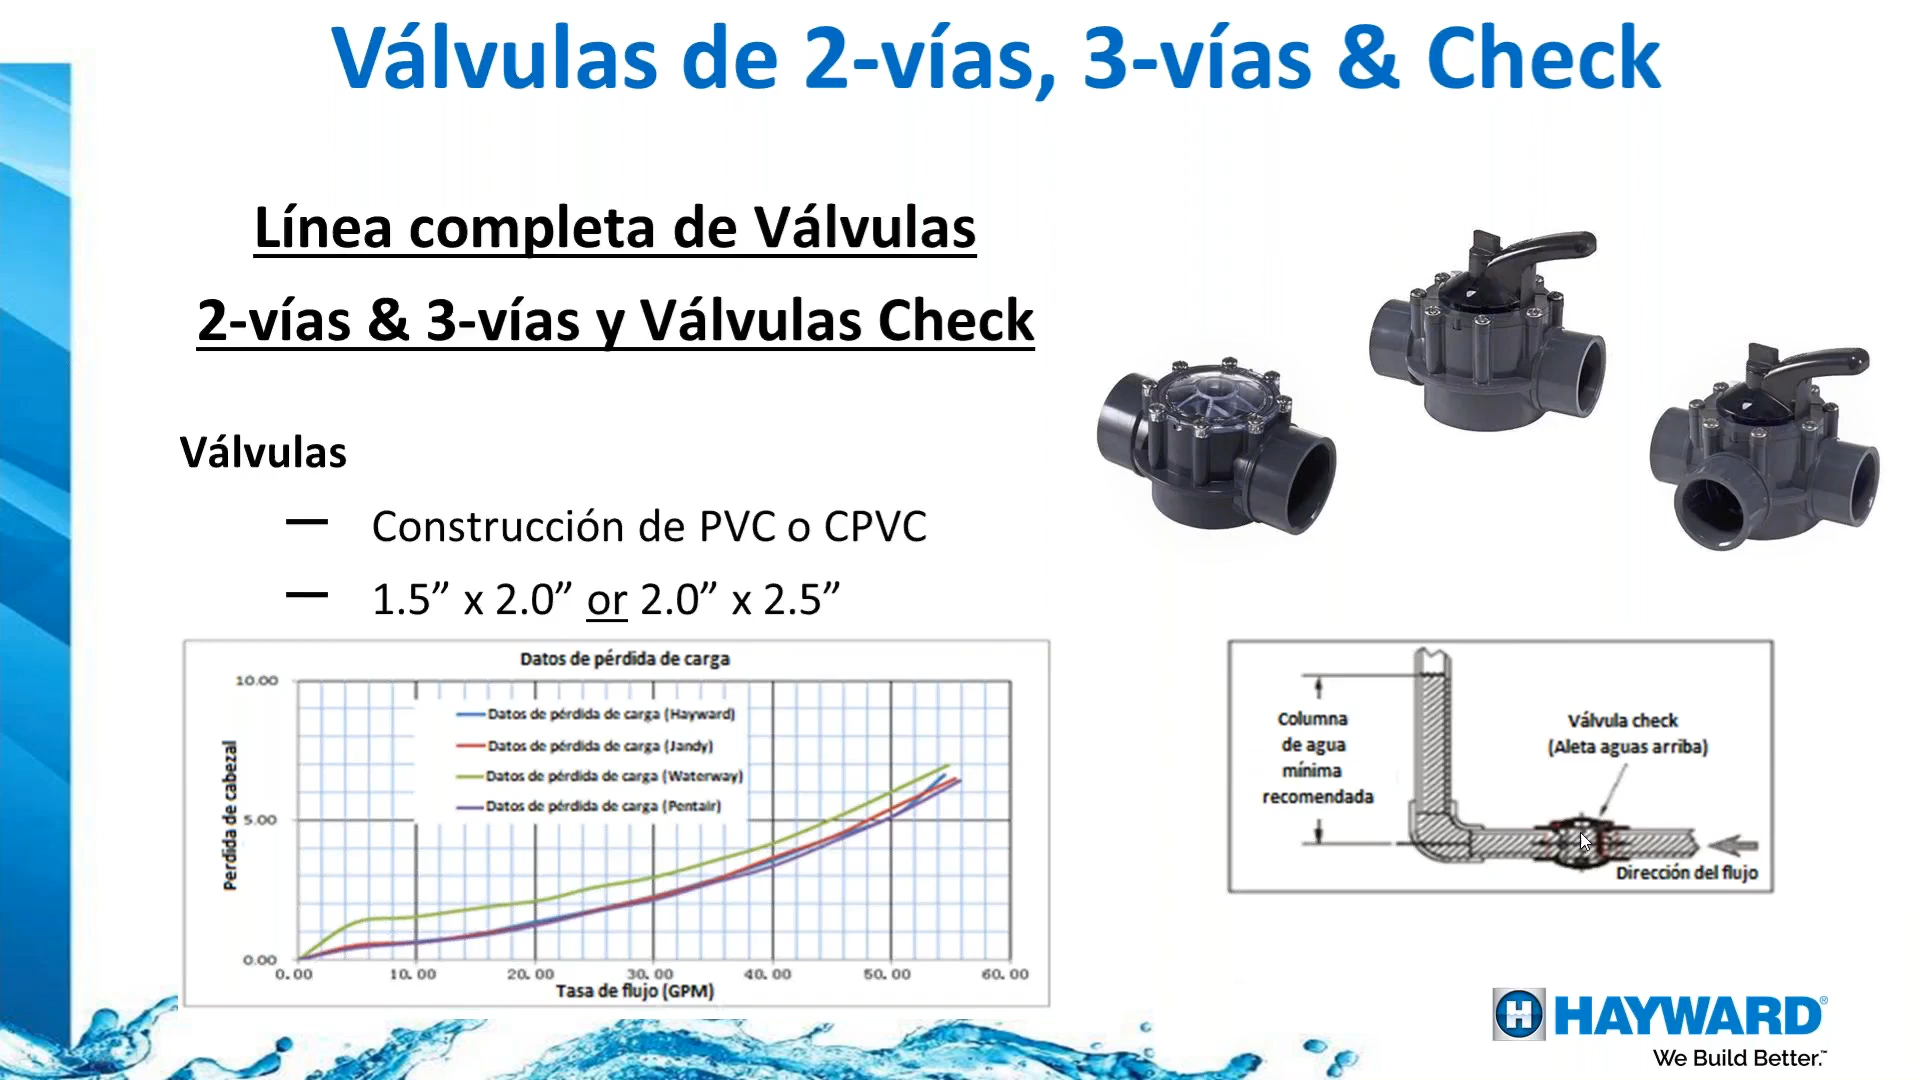 Válvulas de 2-vías, 3-vías & Check
Línea completa de Válvulas
2-vías & 3-vías y Válvulas Check
Válvulas
— Construcción de PVC o CPVC
— 1.5” x 2.0” or 2.0” x 2.5”
Datos de pérdida de carga
10.00
5.00
0.00
Perdida de cabezal
Datos de pérdida de carga (Hayward)
Datos de pérdida de carga (Jandy)
Datos de pérdida de carga (Waterway)
Datos de pérdida de carga (Pentair)
0.00 10.00 20.00 30.00 40.00 50.00 60.00
Tasa de flujo (GPM)
Columna
de agua
mínima
recomendada
Válvula check
(Aleta aguas arriba)
Dirección del flujo
H HAYWARD®
We Build Better.™